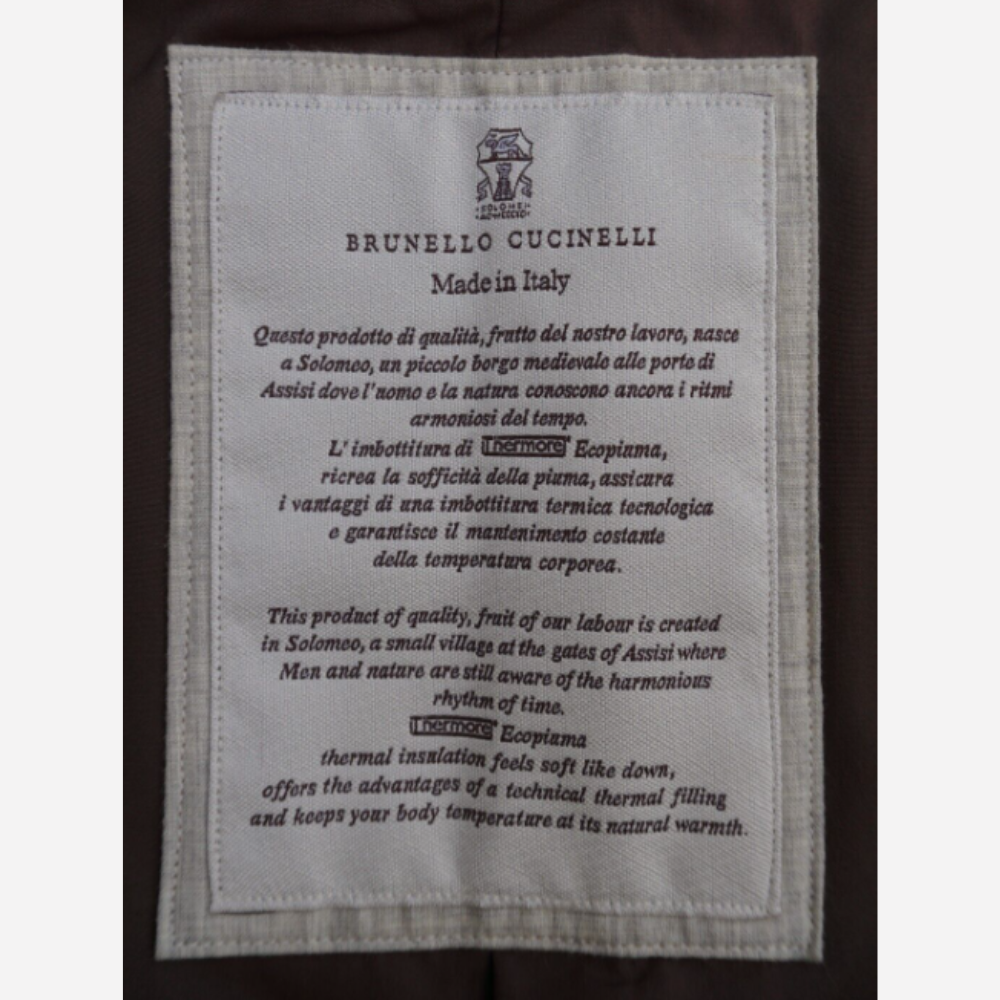 BRUNELLO CUCINELLI
Made in Italy
Questo prodotto di qualità, frutto del nostro lavoro, nasce
a Solomeo, un piccolo borgo medievale alle porte di
Assisi dove l'uomo e la natura conoscono ancora i ritmi
armoniosi del tempo.
L'imbottitura di Thermore® Ecopiuma,
ricrea la sofficità della piuma, assicura
i vantaggi di una imbottitura termica tecnologica
e garantisce il mantenimento costante
della temperatura corporea.
This product of quality, fruit of our labour is created
in Solomeo, a small village at the gates of Assisi where
Men and nature are still aware of the harmonious
rhythm of time.
Thermore® Ecopiuma
thermal insulation feels soft like down,
offers the advantages of a technical thermal filling
and keeps your body temperature at its natural warmth.